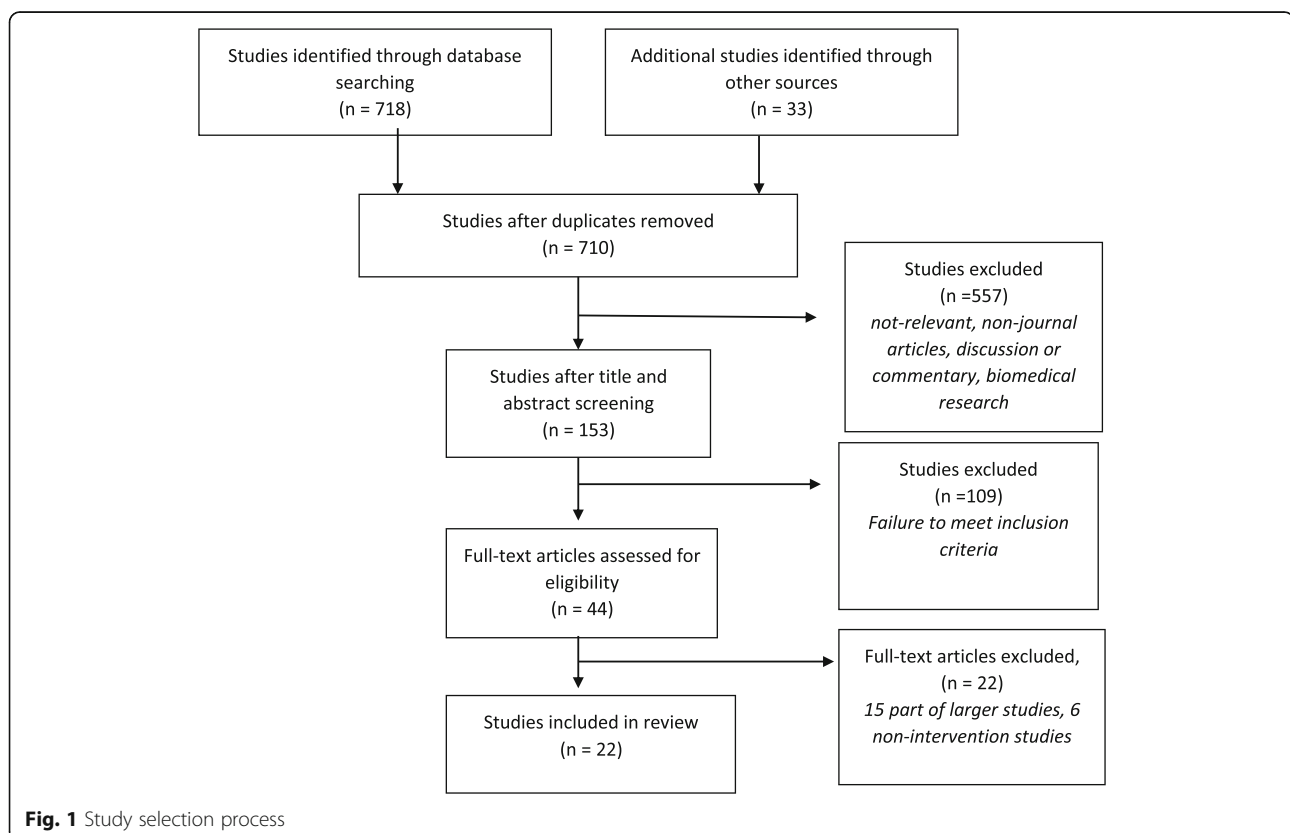 Studies identified through database
searching
(n = 718)
Additional studies identified through
other sources
(n = 33)
Studies after duplicates removed
(n = 710)
Studies excluded
(n =557)
not-relevant, non-journal
articles, discussion or
commentary, biomedical
research
Studies after title and
abstract screening
(n = 153)
Studies excluded
(n =109)
Failure to meet inclusion
criteria
Full-text articles assessed for
eligibility
(n = 44)
Full-text articles excluded,
(n = 22)
15 part of larger studies, 6
non-intervention studies
Studies included in review
(n = 22)
Fig. 1 Study selection process